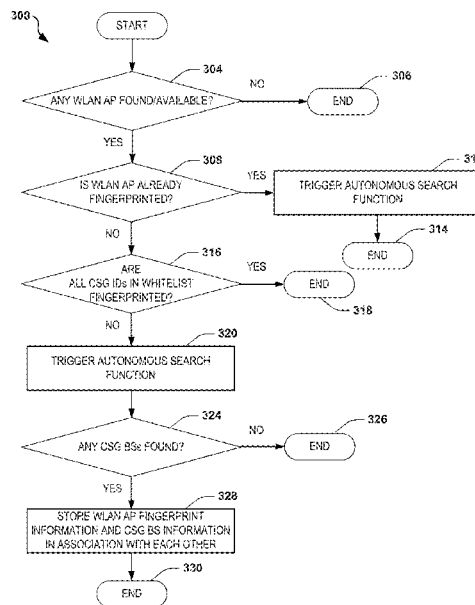 303
START
304
ANY WLAN AP FOUND/AVAILABLE?
NO
306
END
YES
308
IS WLAN AP ALREADY
FINGERPRINTED?
YES
TRIGGER AUTONOMOUS SEARCH
FUNCTION
314
END
NO
316
ARE
ALL CSG IDs IN WHITELIST
FINGERPRINTED?
YES
END
318
NO
320
TRIGGER AUTONOMOUS SEARCH
FUNCTION
324
ANY CSG BSs FOUND?
NO
326
END
YES
328
STORE WLAN AP FINGERPRINT
INFORMATION AND CSG BS INFORMATION
IN ASSOCIATION WITH EACH OTHER
330
END